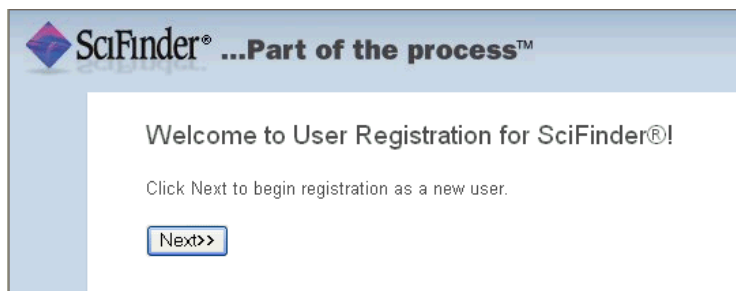 SciFinder® ...Part of the process™
Welcome to User Registration for SciFinder®!
Click Next to begin registration as a new user.
Next>>